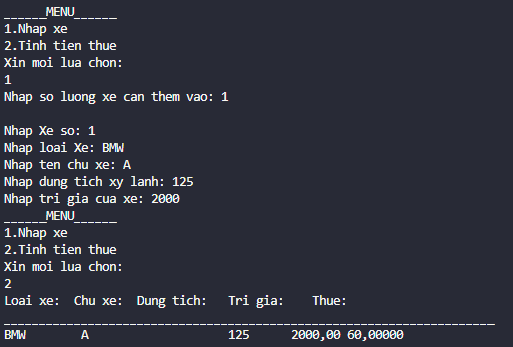 ______MENU______
1.Nhap xe
2.Tinh tien thue
Xin moi lua chon:
1
Nhap so luong xe can them vao: 1
Nhap Xe so: 1
Nhap loai Xe: BMW
Nhap ten chu xe: A
Nhap dung tich xy lanh: 125
Nhap tri gia cua xe: 2000
______MENU______
1.Nhap xe
2.Tinh tien thue
Xin moi lua chon:
2
Loai xe:  Chu xe:  Dung tich:   Tri gia:    Thue:
______________________________________________________________________
BMW        A                    125      2000,00 60,00000